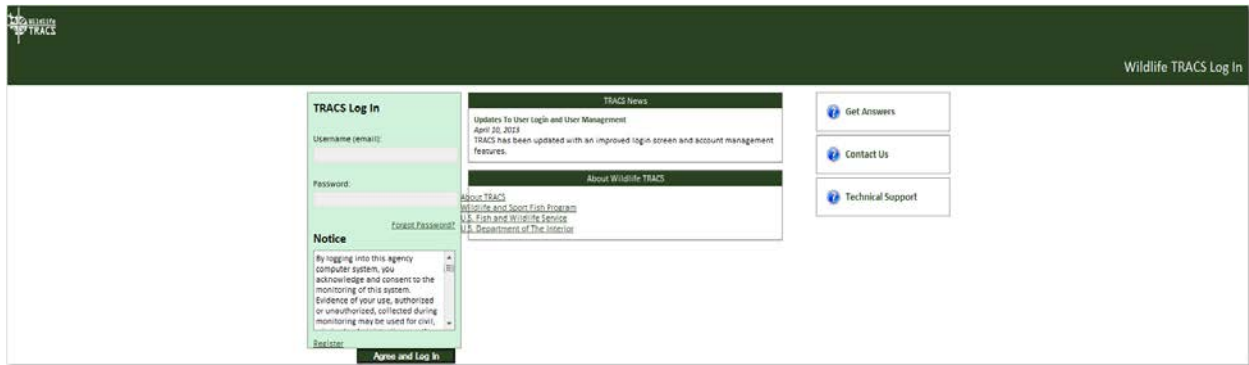 Wildlife
TRACS
Wildlife TRACS Log In
TRACS Log In
Username (email):
Password:
Forgot Password?
Notice
By logging into this agency
computer system, you
acknowledge and consent to the
monitoring of this system.
Evidence of your use, authorized
or unauthorized, collected during
monitoring may be used for civil,
Register
Agree and Log In
TRACS News
Updates To User Login and User Management
April 10, 2013
TRACS has been updated with an improved login screen and account management
features.
About Wildlife TRACS
About TRACS
Wildlife and Sport Fish Program
U.S. Fish and Wildlife Service
U.S. Department of The Interior
Get Answers
Contact Us
Technical Support